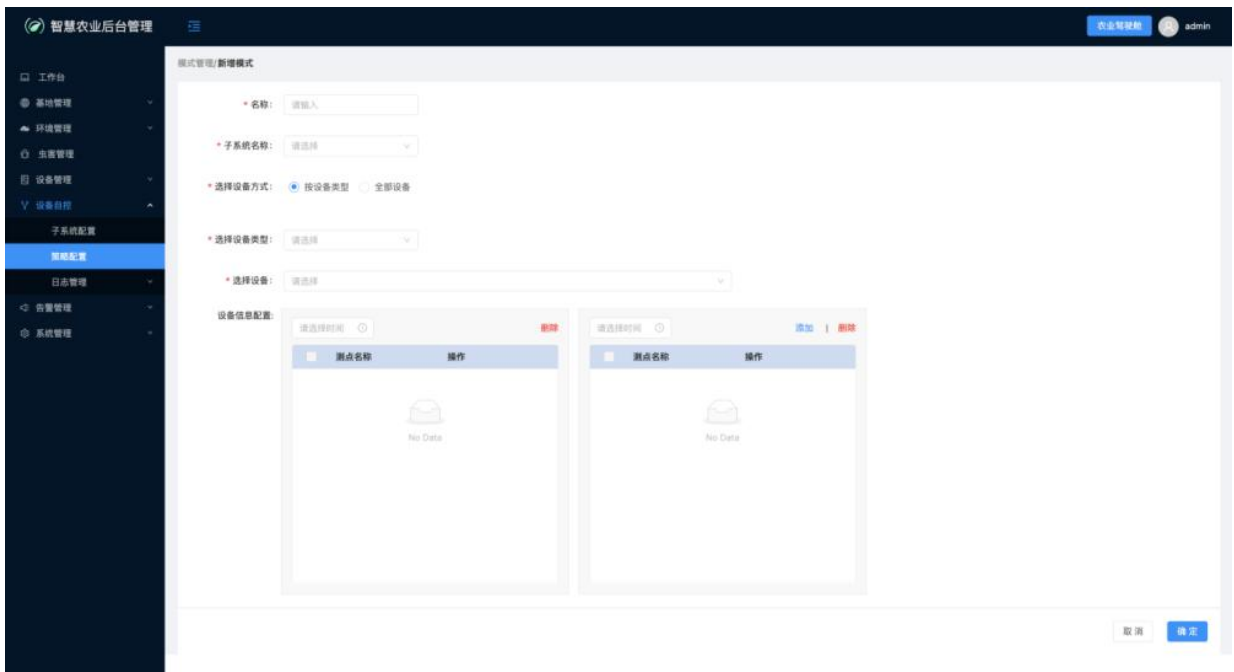 智慧农业后台管理
农业驾驶舱
admin
工作台
基地管理
环境管理
虫害管理
设备管理
设备自控
子系统配置
策略配置
日志管理
告警管理
系统管理
模式管理/新增模式
* 名称: 请输入
* 子系统名称: 请选择
* 选择设备方式: 按设备类型 全部设备
* 选择设备类型: 请选择
* 选择设备: 请选择
设备信息配置:
请选择时间 删除
测点名称 操作
No Data
请选择时间 添加 | 删除
测点名称 操作
No Data
取消 确定